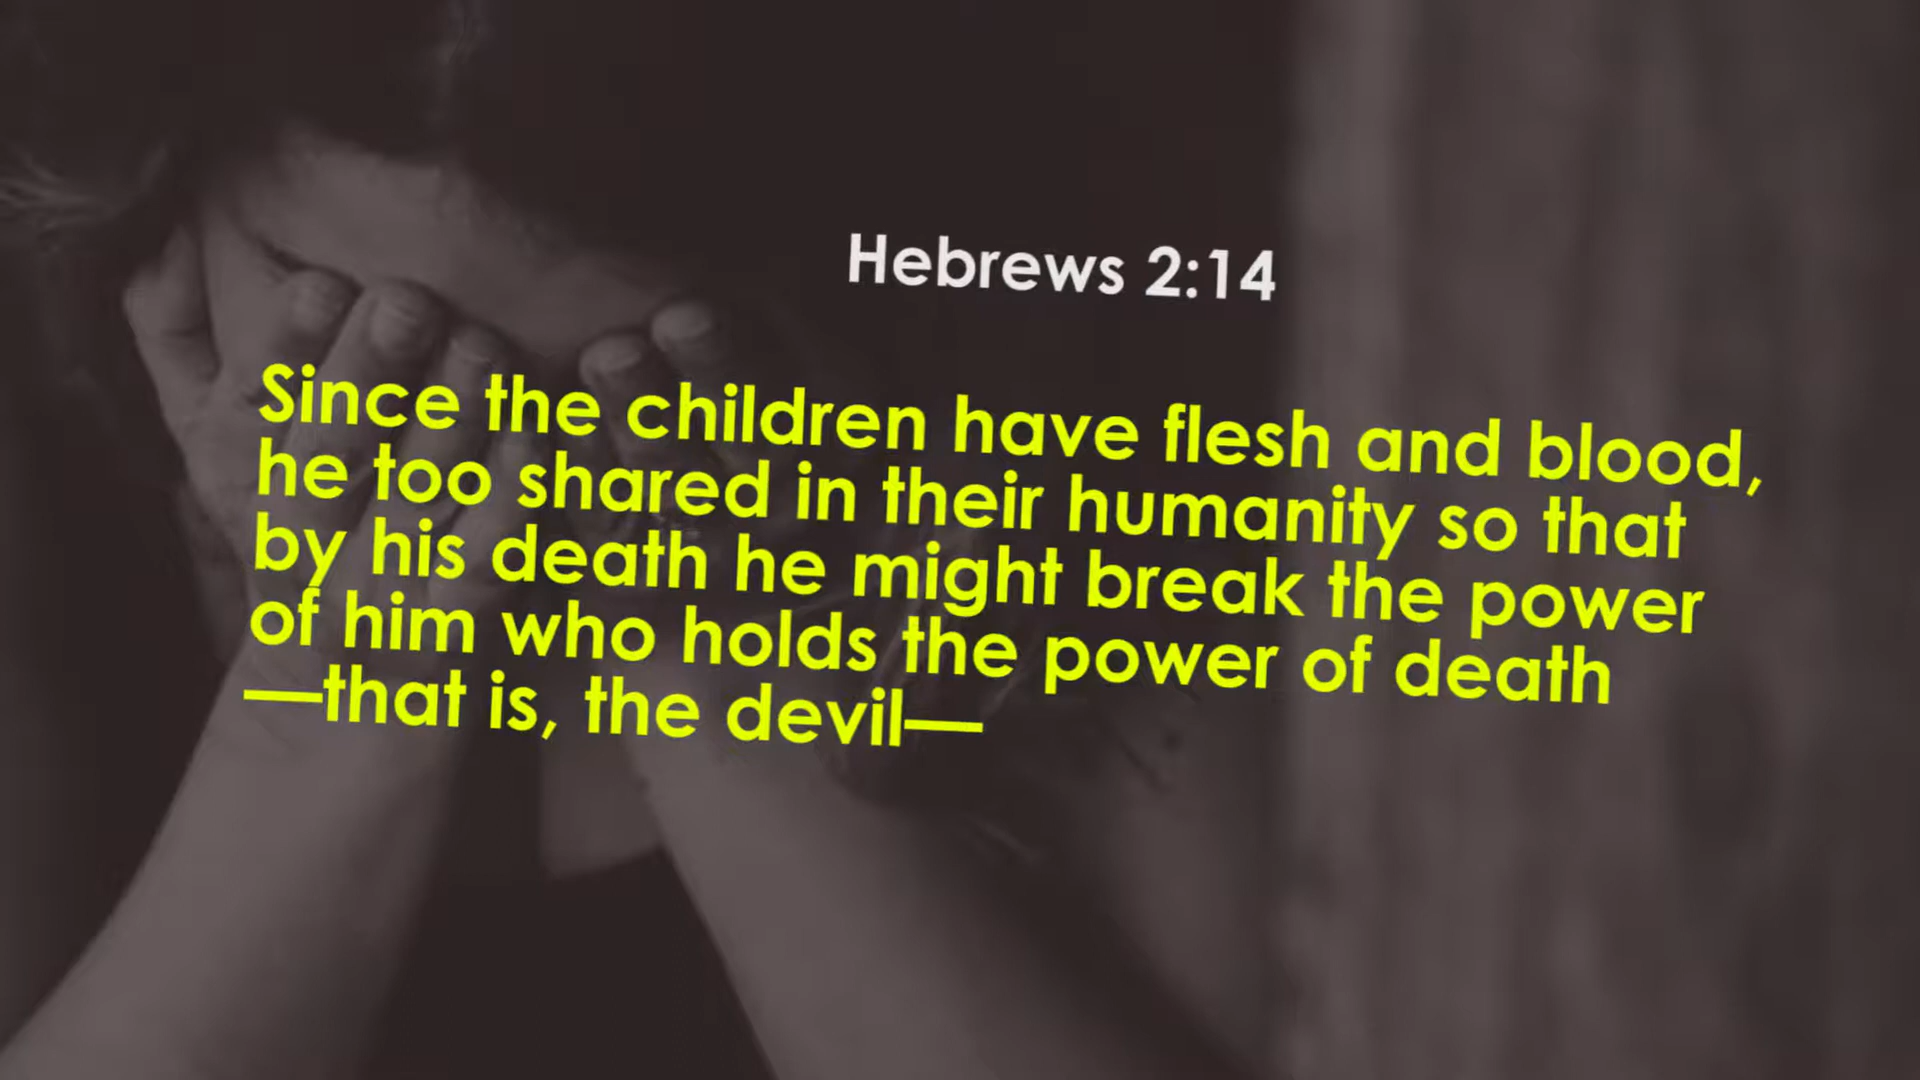 Hebrews 2:14
Since the children have flesh and blood,
he too shared in their humanity so that
by his death he might break the power
of him who holds the power of death
—that is, the devil—